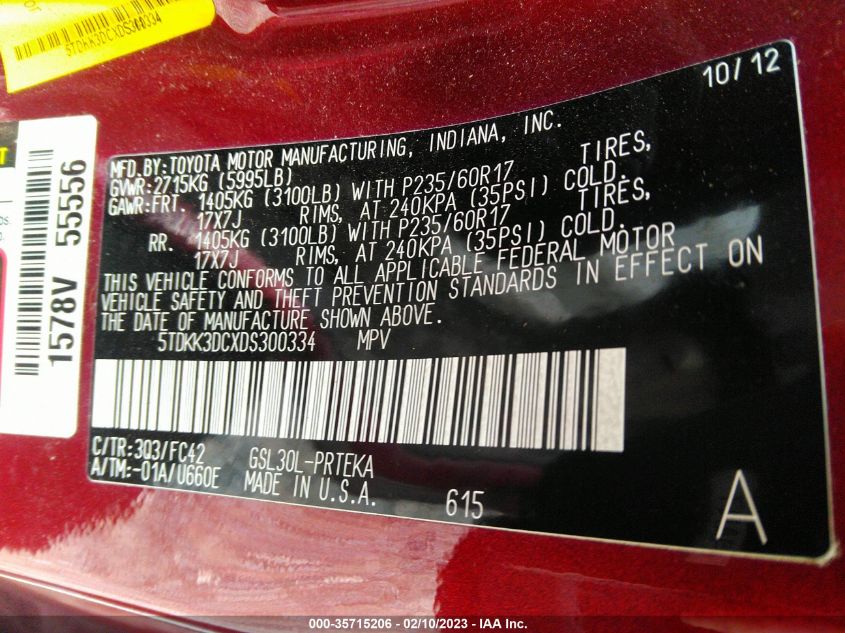 OT
5TDKK3DCXDS300334
1578V 55556
10/12
MFD.BY:TOYOTA MOTOR MANUFACTURING, INDIANA, INC.
GVWR:2715KG (5995LB)
GAWR:FRT. 1405KG (3100LB) WITH P235/60R17 TIRES,
17X7J RIMS, AT 240KPA (35PSI) COLD.
RR. 1405KG (3100LB) WITH P235/60R17 TIRES,
17X7J RIMS, AT 240KPA (35PSI) COLD.
THIS VEHICLE CONFORMS TO ALL APPLICABLE FEDERAL MOTOR
VEHICLE SAFETY AND THEFT PREVENTION STANDARDS IN EFFECT ON
THE DATE OF MANUFACTURE SHOWN ABOVE.
5TDKK3DCXDS300334 MPV
C/TR:3Q3/FC42 GSL30L-PRTEKA
A/TM:-01A/U660E MADE IN U.S.A. 615
A
000-35715206 - 02/10/2023 - IAA Inc.